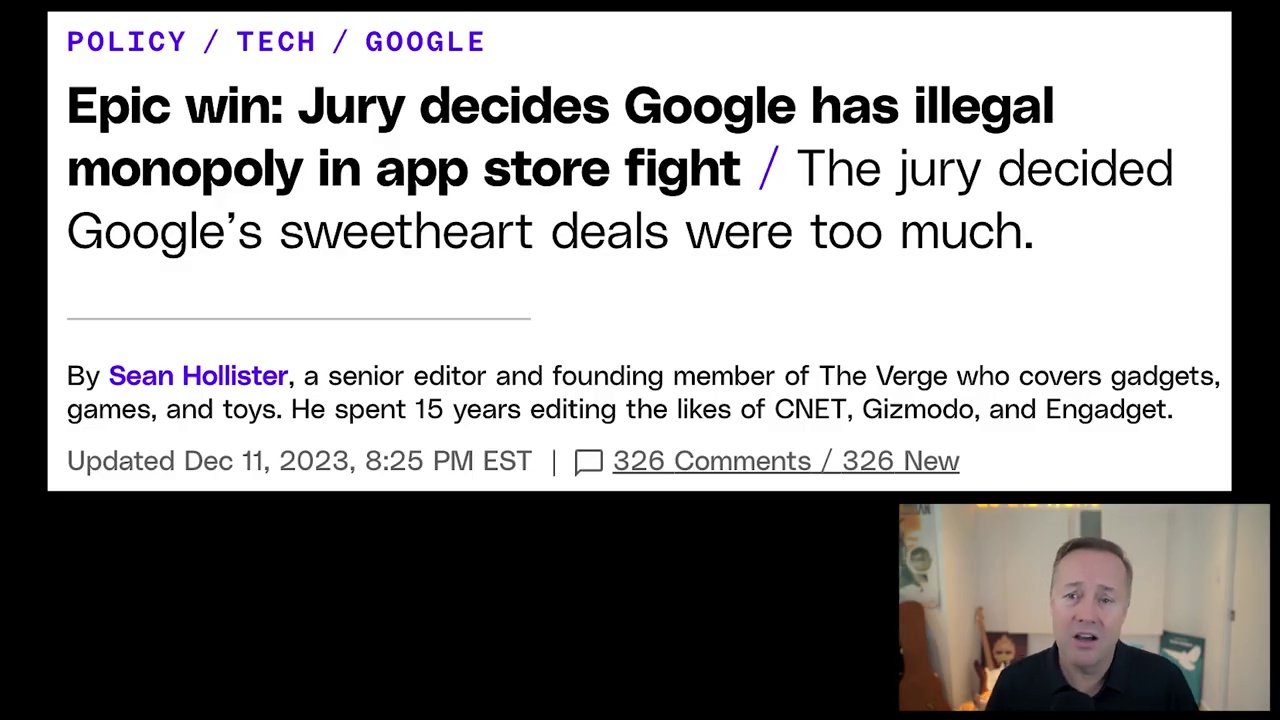 POLICY / TECH / GOOGLE
Epic win: Jury decides Google has illegal
monopoly in app store fight / The jury decided
Google’s sweetheart deals were too much.
By Sean Hollister, a senior editor and founding member of The Verge who covers gadgets,
games, and toys. He spent 15 years editing the likes of CNET, Gizmodo, and Engadget.
Updated Dec 11, 2023, 8:25 PM EST | 326 Comments / 326 New